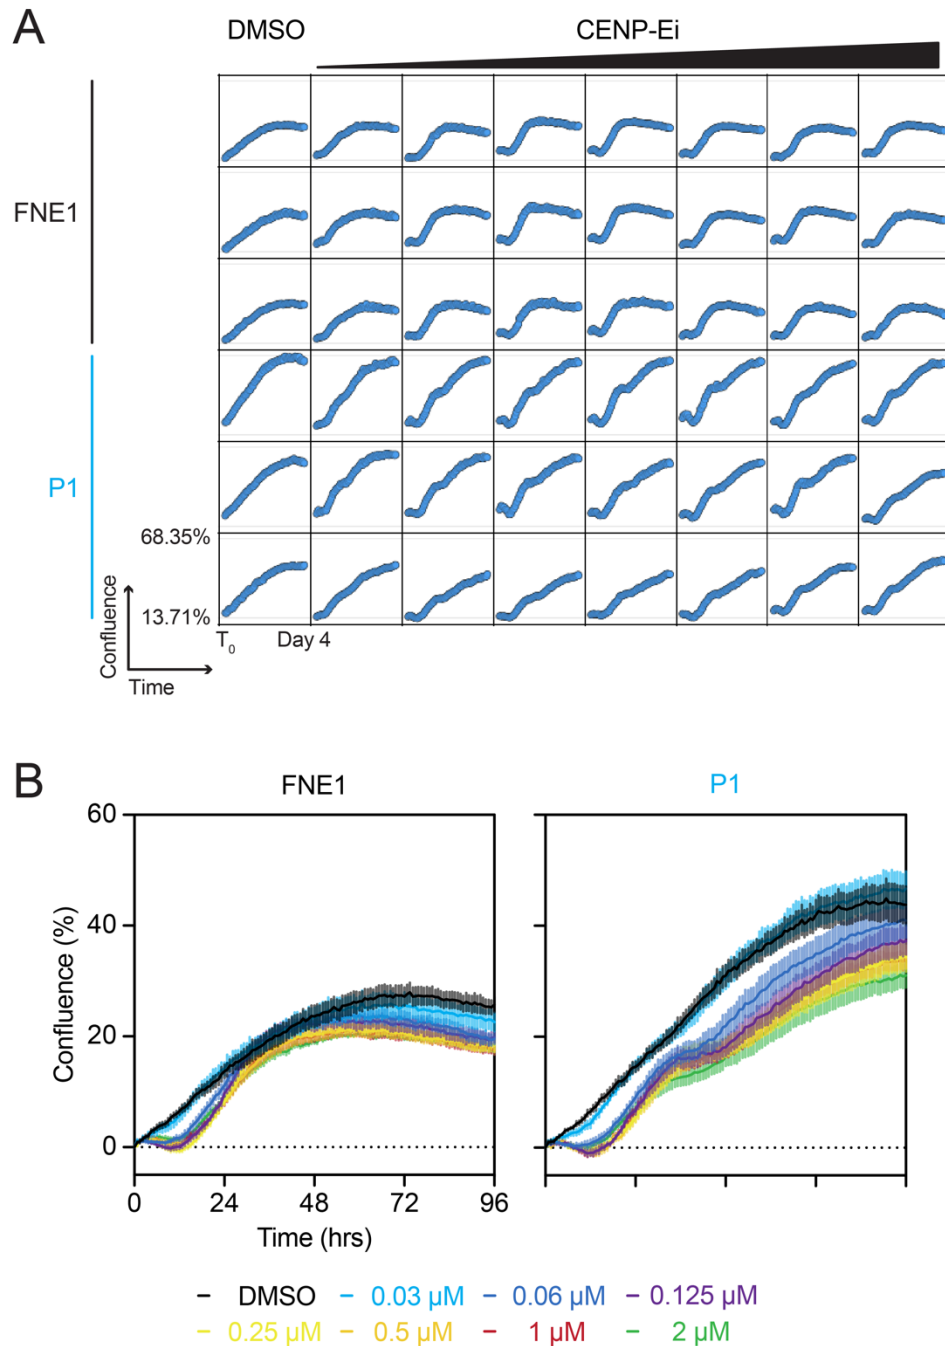 A
DMSO CENP-Ei
FNE1
P1
68.35%
13.71%
Confluence
T0 Day 4
Time
B
FNE1 P1
60
40
20
0
Confluence (%)
0 24 48 72 96
Time (hrs)
DMSO 0.03 µM 0.06 µM 0.125 µM
0.25 µM 0.5 µM 1 µM 2 µM